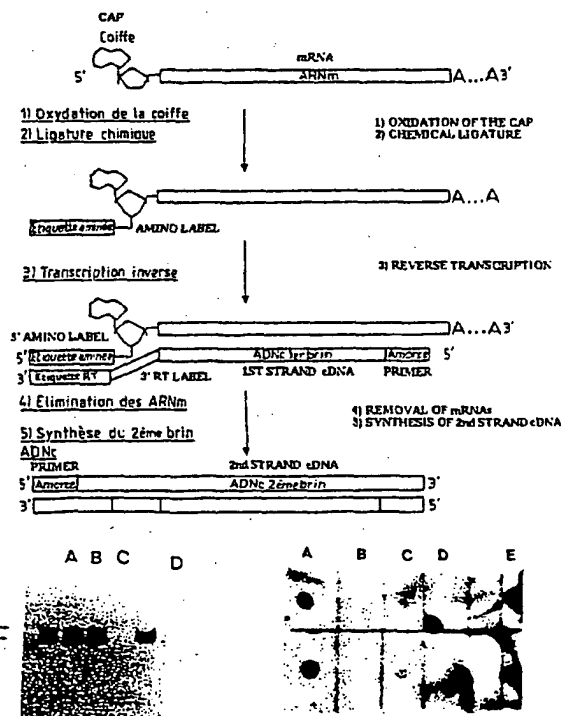 CAP
Coiffe
mRNA
5' ARNm A...A3'
1) Oxydation de la coiffe
2) Ligature chimique
1) OXIDATION OF THE CAP
2) CHEMICAL LIGATURE
A...A
Etiquette aminée AMINO LABEL
3) Transcription inverse
3) REVERSE TRANSCRIPTION
A...A3'
5' AMINO LABEL
5' Etiquette aminée ADNc 1er brin Amorce 5'
3' Etiquette RT 3' RT LABEL 1ST STRAND cDNA PRIMER
4) Elimination des ARNm
4) REMOVAL OF mRNAs
5) Synthèse du 2ème brin
ADNc
5) SYNTHESIS OF 2nd STRAND cDNA
PRIMER 2nd STRAND cDNA
5' Amorce ADNc 2èmebrin 3'
3' 5'
A B C D
A B C D E